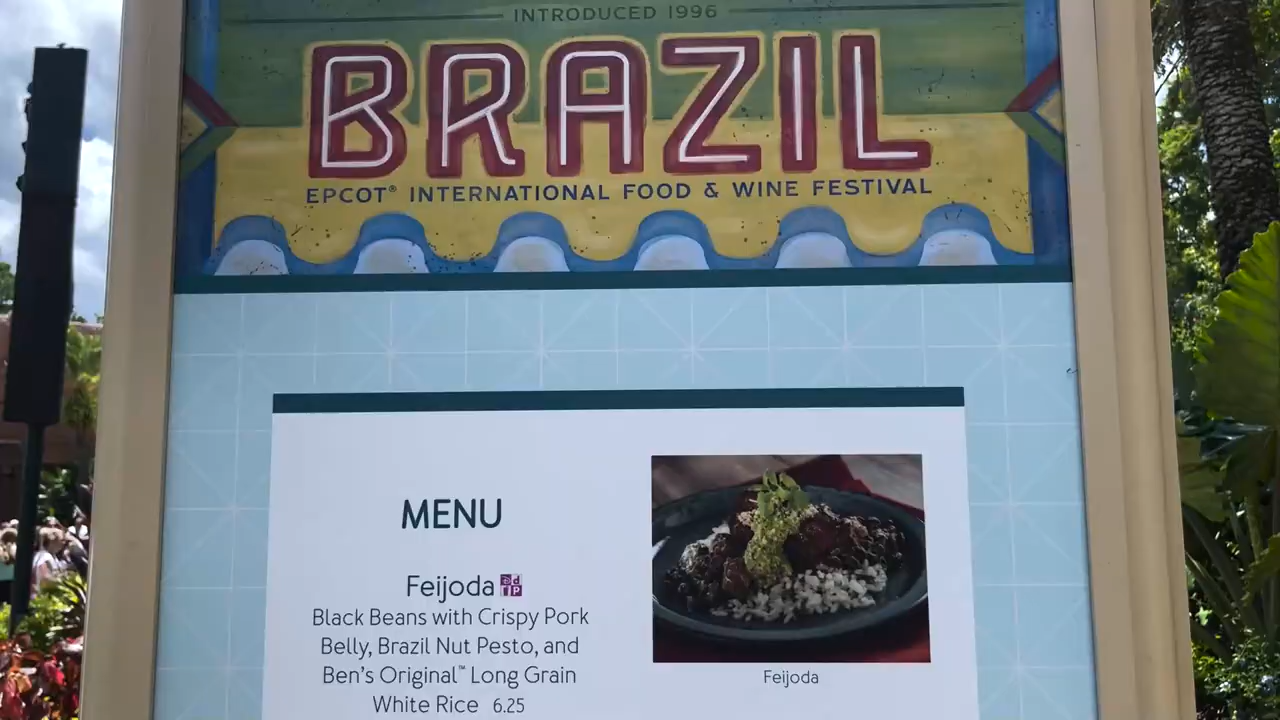 INTRODUCED 1996
BRAZIL
EPCOT® INTERNATIONAL FOOD & WINE FESTIVAL
MENU
Feijoda
Black Beans with Crispy Pork
Belly, Brazil Nut Pesto, and
Ben's Original™ Long Grain
White Rice 6.25
Feijoda